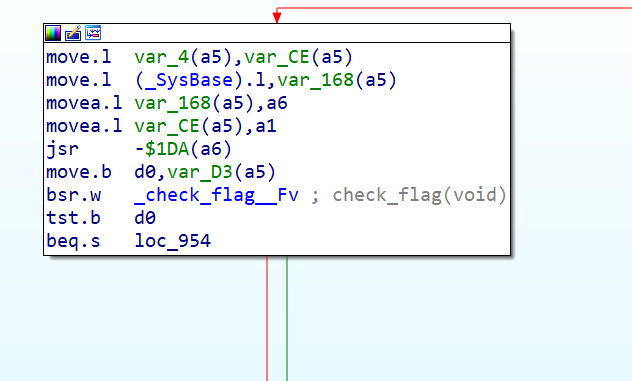 move.l  var_4(a5),var_CE(a5)
move.l  (_SysBase).l,var_168(a5)
movea.l var_168(a5),a6
movea.l var_CE(a5),a1
jsr     -$1DA(a6)
move.b  d0,var_D3(a5)
bsr.w   _check_flag__Fv ; check_flag(void)
tst.b   d0
beq.s   loc_954